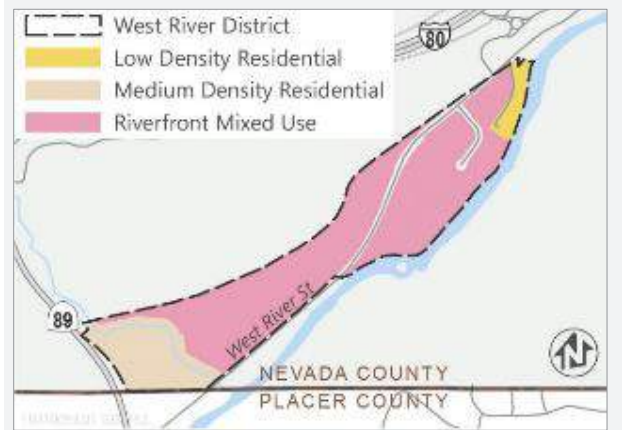 West River District
Low Density Residential
Medium Density Residential
Riverfront Mixed Use
80
89
West River St
NEVADA COUNTY
PLACER COUNTY
N